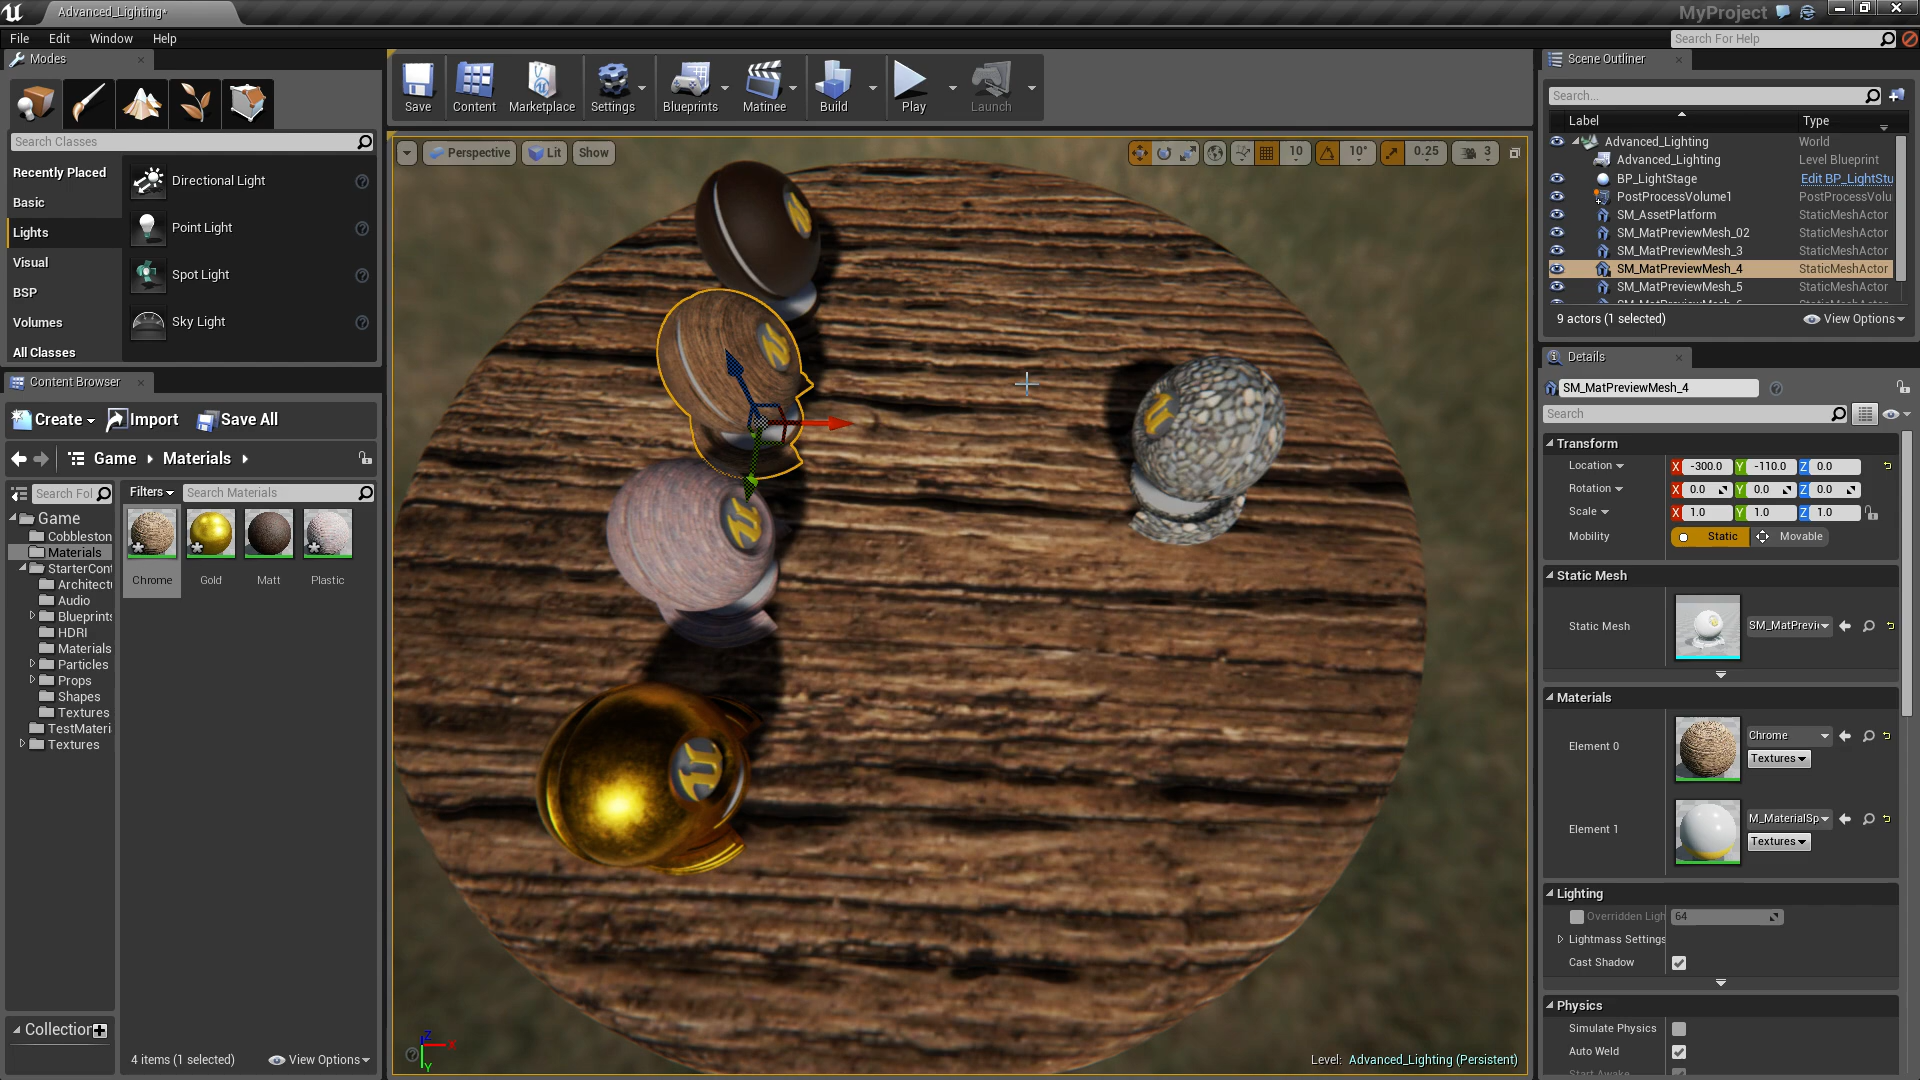 Advanced_Lighting*
MyProject
File Edit Window Help
Search For Help
Modes
Search Classes
Recently Placed
Basic
Lights
Visual
BSP
Volumes
All Classes
Directional Light
Point Light
Spot Light
Sky Light
Content Browser
Create Import Save All
Game Materials
Search Fol
Filters Search Materials
Game
Cobbleston
Materials
StarterCont
Architectu
Audio
Blueprints
HDRI
Materials
Particles
Props
Shapes
Textures
TestMateri
Textures
Chrome Gold Matt Plastic
Collection
4 items (1 selected) View Options
Save Content Marketplace Settings Blueprints Matinee Build Play Launch
Perspective Lit Show
10 10° 0.25 3
Z X Y
Level: Advanced_Lighting (Persistent)
Scene Outliner
Search...
Label Type
Advanced_Lighting World
Advanced_Lighting Level Blueprint
BP_LightStage Edit BP_LightStu
PostProcessVolume1 PostProcessVolu
SM_AssetPlatform StaticMeshActor
SM_MatPreviewMesh_02 StaticMeshActor
SM_MatPreviewMesh_3 StaticMeshActor
SM_MatPreviewMesh_4 StaticMeshActor
SM_MatPreviewMesh_5 StaticMeshActor
9 actors (1 selected) View Options
Details
SM_MatPreviewMesh_4
Search
Transform
Location X -300.0 Y -110.0 Z 0.0
Rotation X 0.0 Y 0.0 Z 0.0
Scale X 1.0 Y 1.0 Z 1.0
Mobility Static Movable
Static Mesh
Static Mesh SM_MatPrevi
Materials
Element 0 Chrome
Textures
Element 1 M_MaterialSp
Textures
Lighting
Overridden Ligh 64
Lightmass Settings
Cast Shadow
Physics
Simulate Physics
Auto Weld
Start Awake